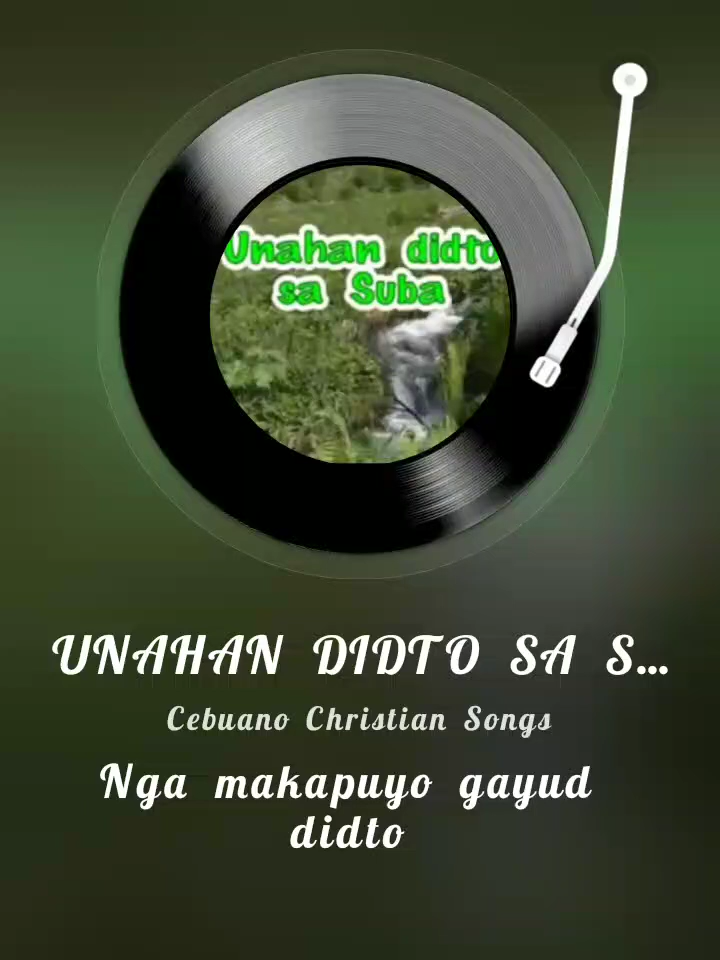 Unahan didto
sa Suba
UNAHAN DIDTO SA S...
Cebuano Christian Songs
Nga makapuyo gayud
didto